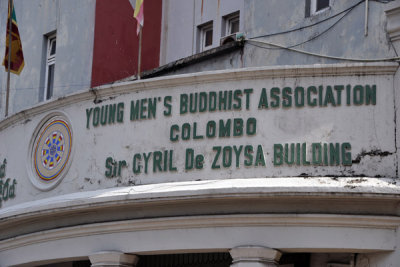 YOUNG MEN'S BUDDHIST ASSOCIATION
COLOMBO
Sir CYRIL De ZOYSA BUILDING